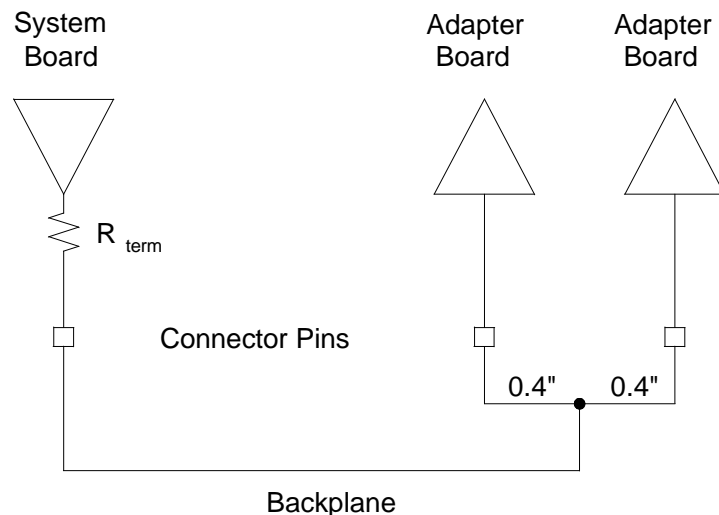 System
Board
Adapter
Board
Adapter
Board
R term
Connector Pins
0.4"
0.4"
Backplane